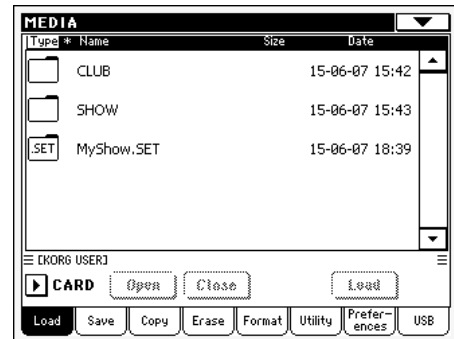 MEDIA
Type * Name Size Date
CLUB 15-06-07 15:42
SHOW 15-06-07 15:43
.SET MyShow.SET 15-06-07 18:39
[KORG USER]
CARD Open Close Load
Load Save Copy Erase Format Utility Prefer-
ences USB